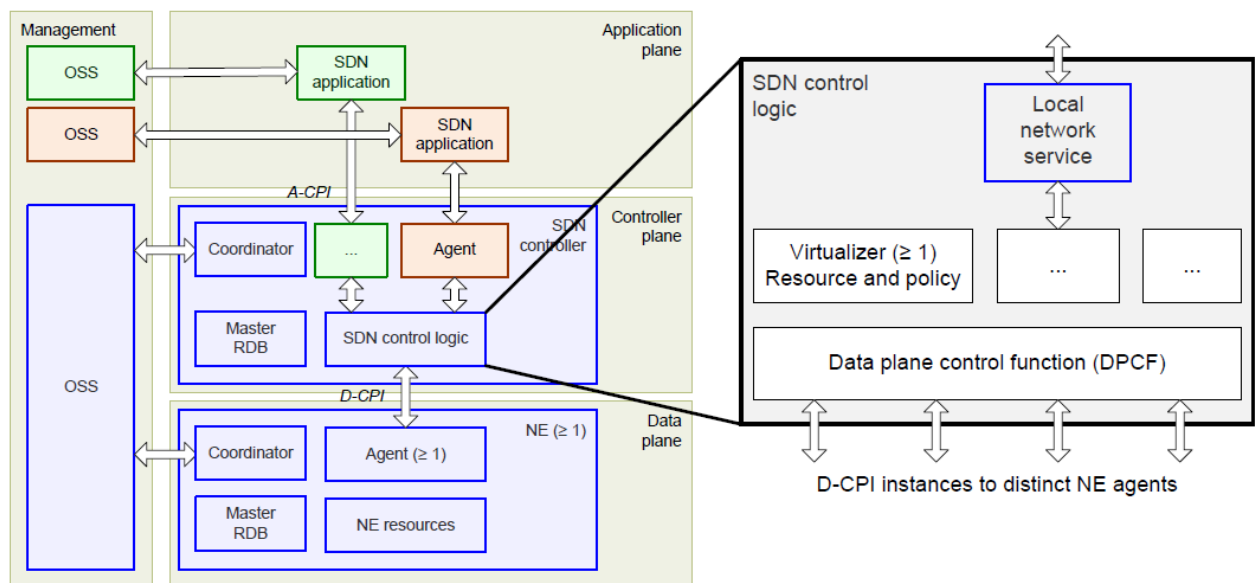 Management
OSS
OSS
OSS
Application
plane
SDN
application
SDN
application
A-CPI
Controller
plane
SDN
controller
Coordinator
...
Agent
Master
RDB
SDN control logic
D-CPI
Data
plane
NE (≥ 1)
Coordinator
Agent (≥ 1)
Master
RDB
NE resources
SDN control
logic
Local
network
service
Virtualizer (≥ 1)
Resource and policy
...
...
Data plane control function (DPCF)
D-CPI instances to distinct NE agents